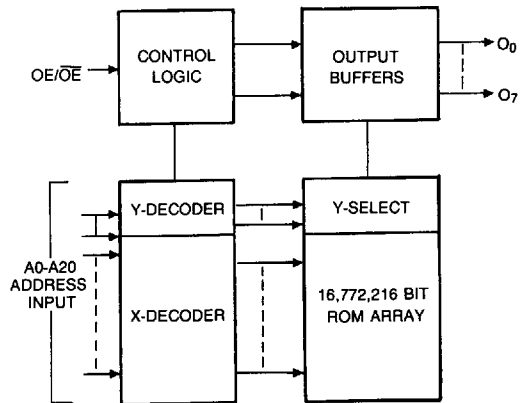 OE/O̅E̅
CONTROL
LOGIC
OUTPUT
BUFFERS
O₀
O₇
A0-A20
ADDRESS
INPUT
Y-DECODER
Y-SELECT
X-DECODER
16,772,216 BIT
ROM ARRAY